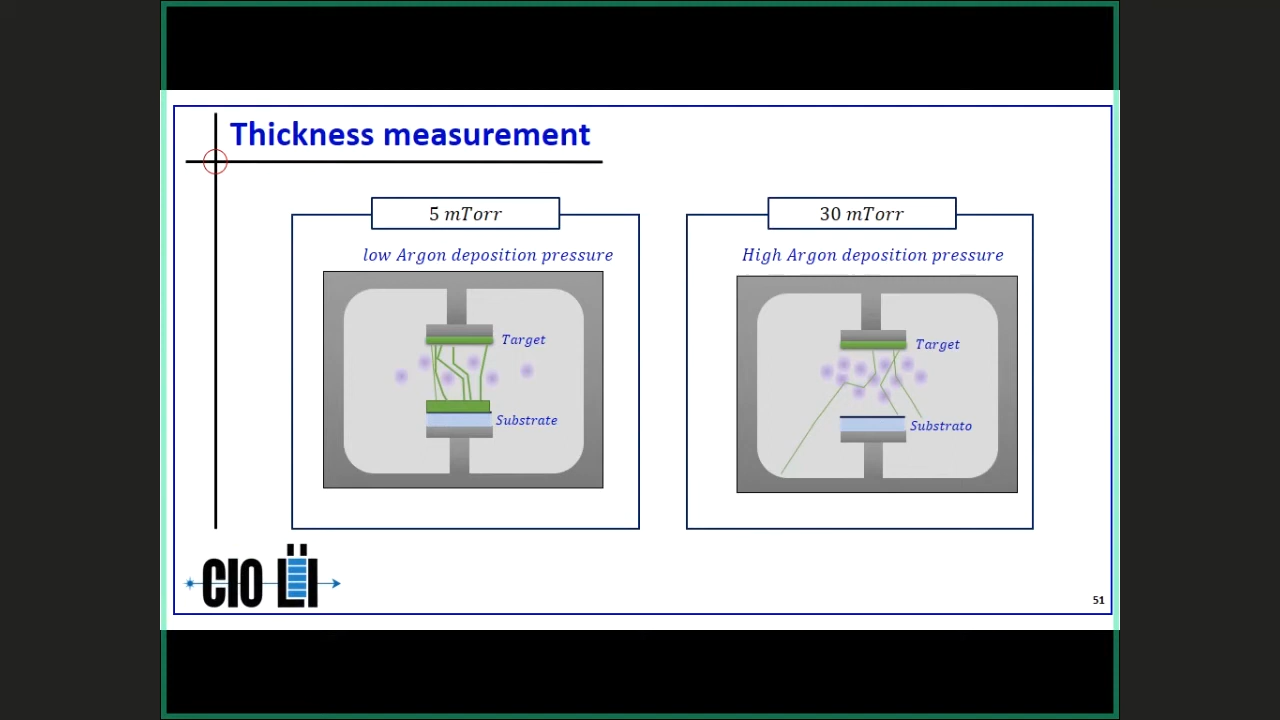 Thickness measurement
5 mTorr
low Argon deposition pressure
Target
Substrate
30 mTorr
High Argon deposition pressure
Target
Substrato
CIO
51